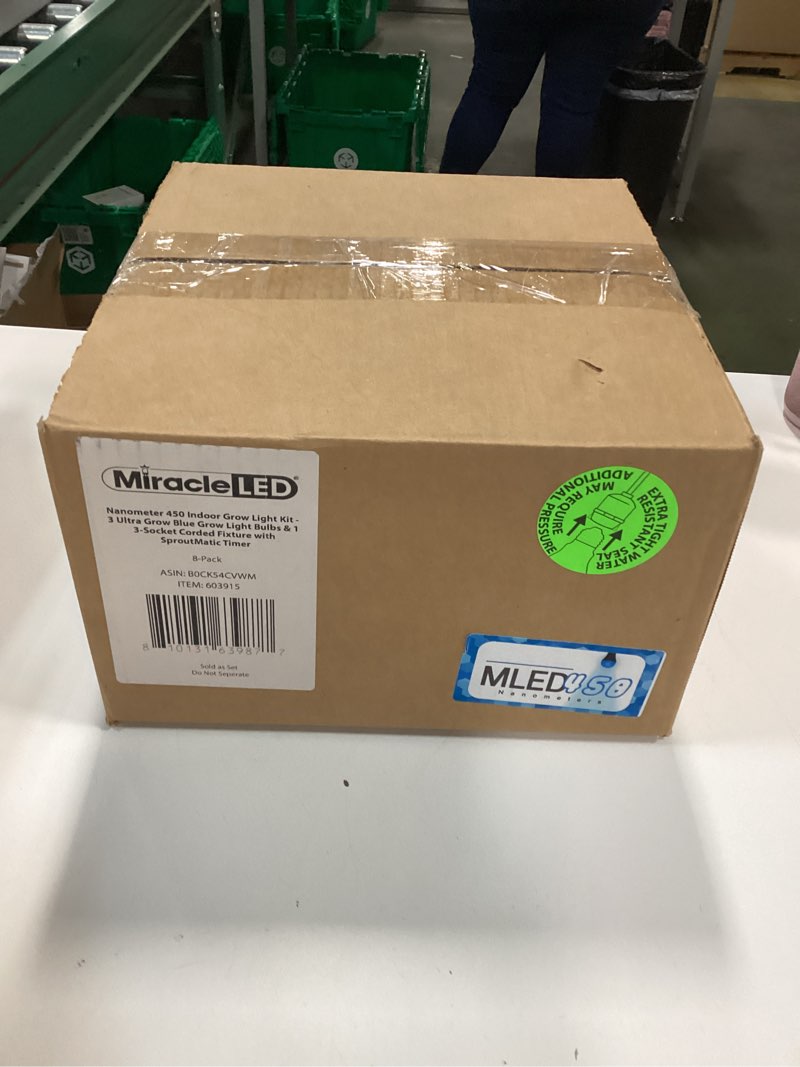 MiracleLED®
Nanometer 450 Indoor Grow Light Kit -
3 Ultra Grow Blue Grow Light Bulbs & 1
3-Socket Corded Fixture with
SproutMatic Timer
8-Pack
ASIN: B0CKS4CVWM
ITEM: 603915
8 10131 63987 7
Sold as Set
Do Not Seperate
EXTRA TIGHT WATER
RESISTANT SEAL
MAY REQUIRE
ADDITIONAL PRESSURE
MLED450
Nanometers